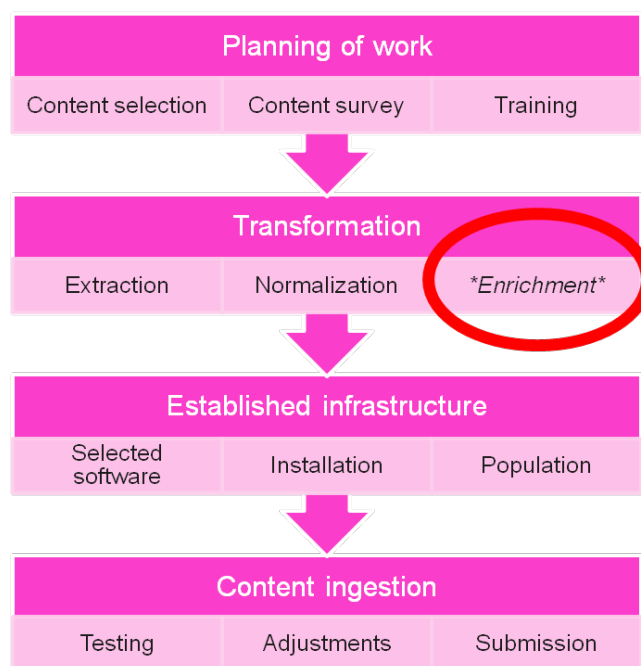 Planning of work
Content selection
Content survey
Training
Transformation
Extraction
Normalization
*Enrichment*
Established infrastructure
Selected
software
Installation
Population
Content ingestion
Testing
Adjustments
Submission